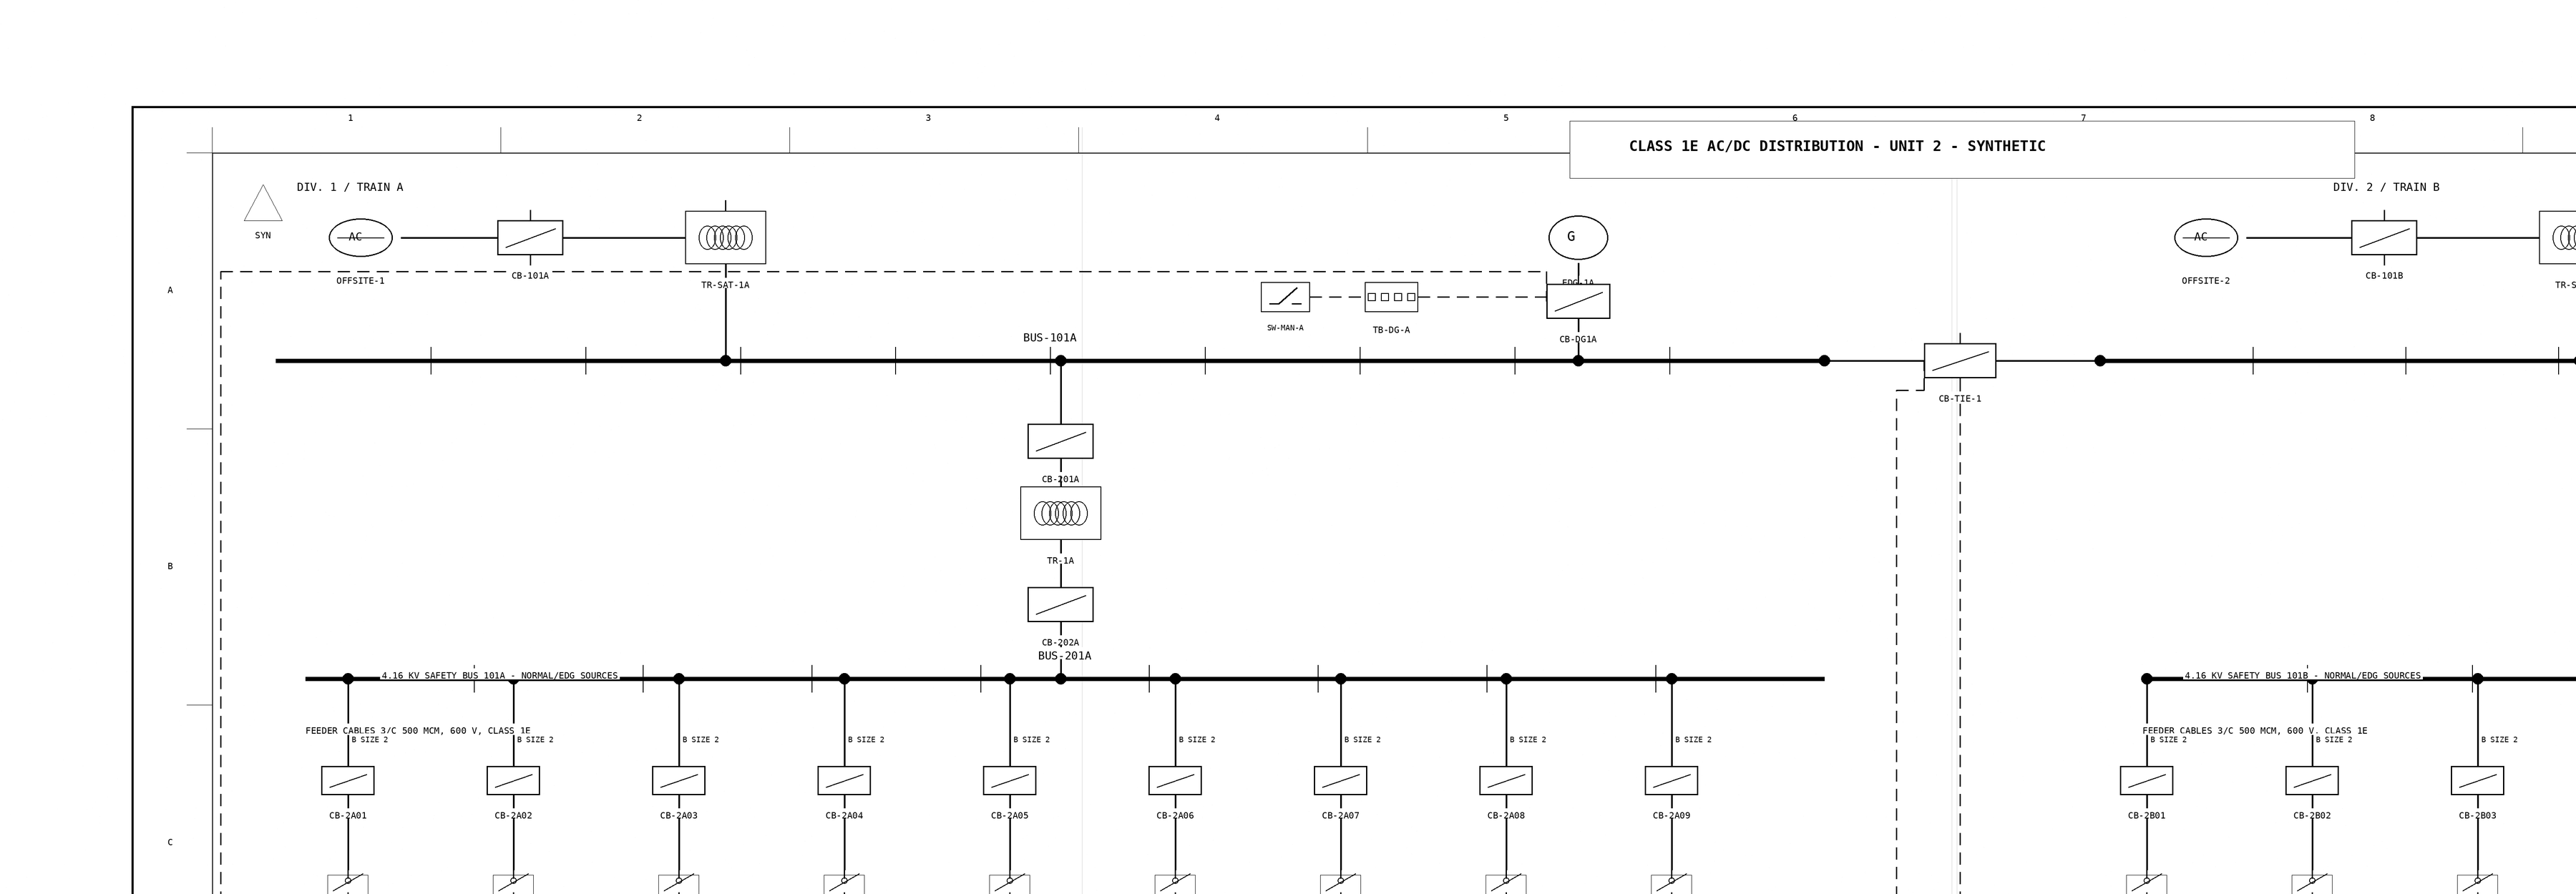 1 2 3 4 5 6 7 8
CLASS 1E AC/DC DISTRIBUTION - UNIT 2 - SYNTHETIC
DIV. 1 / TRAIN A
DIV. 2 / TRAIN B
SYN
AC
G
AC
CB-101A
CB-101B
OFFSITE-1
TR-SAT-1A
EDG-1A
OFFSITE-2
TR-S
A
SW-MAN-A
TB-DG-A
CB-DG1A
BUS-101A
CB-TIE-1
CB-201A
TR-1A
B
CB-202A
BUS-201A
4.16 KV SAFETY BUS 101A - NORMAL/EDG SOURCES
4.16 KV SAFETY BUS 101B - NORMAL/EDG SOURCES
FEEDER CABLES 3/C 500 MCM, 600 V, CLASS 1E
FEEDER CABLES 3/C 500 MCM, 600 V, CLASS 1E
B SIZE 2 B SIZE 2 B SIZE 2 B SIZE 2 B SIZE 2 B SIZE 2 B SIZE 2 B SIZE 2 B SIZE 2 B SIZE 2 B SIZE 2 B SIZE 2
CB-2A01 CB-2A02 CB-2A03 CB-2A04 CB-2A05 CB-2A06 CB-2A07 CB-2A08 CB-2A09 CB-2B01 CB-2B02 CB-2B03
C